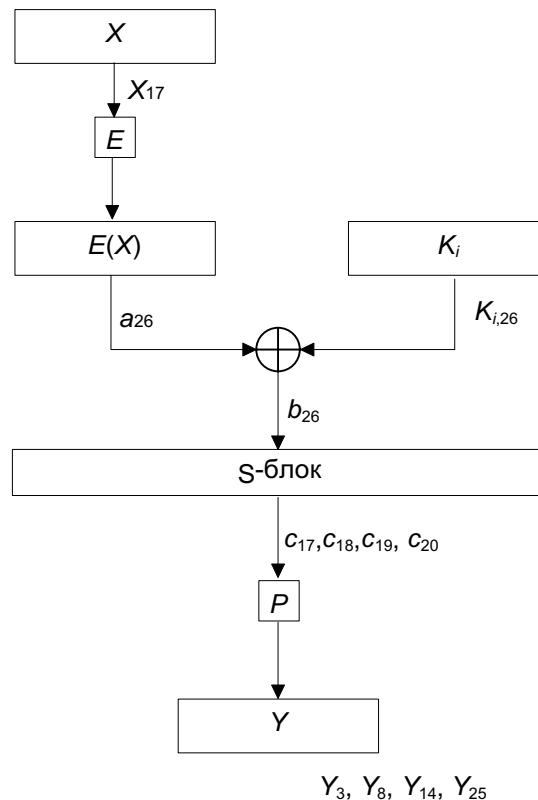 X
X₁₇
E
E(X)
Kᵢ
a₂₆
Kᵢ,₂₆
b₂₆
S-блок
c₁₇,c₁₈,c₁₉, c₂₀
P
Y
Y₃, Y₈, Y₁₄, Y₂₅